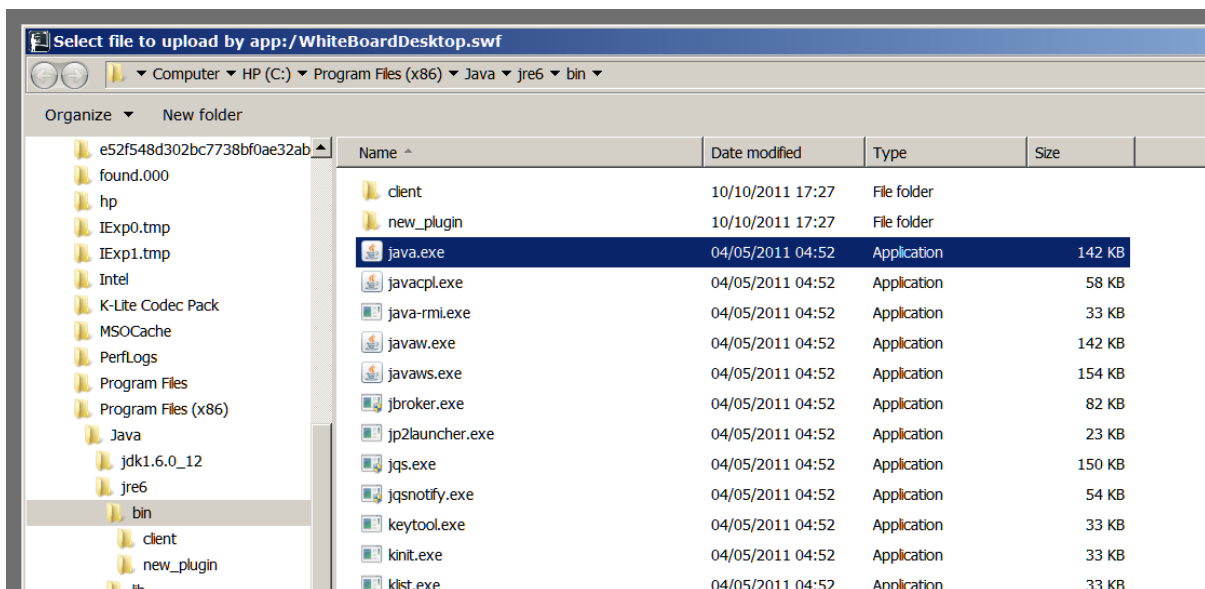 Select file to upload by app:/WhiteBoardDesktop.swf
Computer HP (C:) Program Files (x86) Java jre6 bin
Organize New folder
e52f548d302bc7738bf0ae32ab
found.000
hp
IExp0.tmp
IExp1.tmp
Intel
K-Lite Codec Pack
MSOCache
PerfLogs
Program Files
Program Files (x86)
Java
jdk1.6.0_12
jre6
bin
client
new_plugin
lib
Name Date modified Type Size
client 10/10/2011 17:27 File folder
new_plugin 10/10/2011 17:27 File folder
java.exe 04/05/2011 04:52 Application 142 KB
javacpl.exe 04/05/2011 04:52 Application 58 KB
java-rmi.exe 04/05/2011 04:52 Application 33 KB
javaw.exe 04/05/2011 04:52 Application 142 KB
javaws.exe 04/05/2011 04:52 Application 154 KB
jbroker.exe 04/05/2011 04:52 Application 82 KB
jp2launcher.exe 04/05/2011 04:52 Application 23 KB
jqs.exe 04/05/2011 04:52 Application 150 KB
jqsnotify.exe 04/05/2011 04:52 Application 54 KB
keytool.exe 04/05/2011 04:52 Application 33 KB
kinit.exe 04/05/2011 04:52 Application 33 KB
klist.exe 04/05/2011 04:52 Application 33 KB